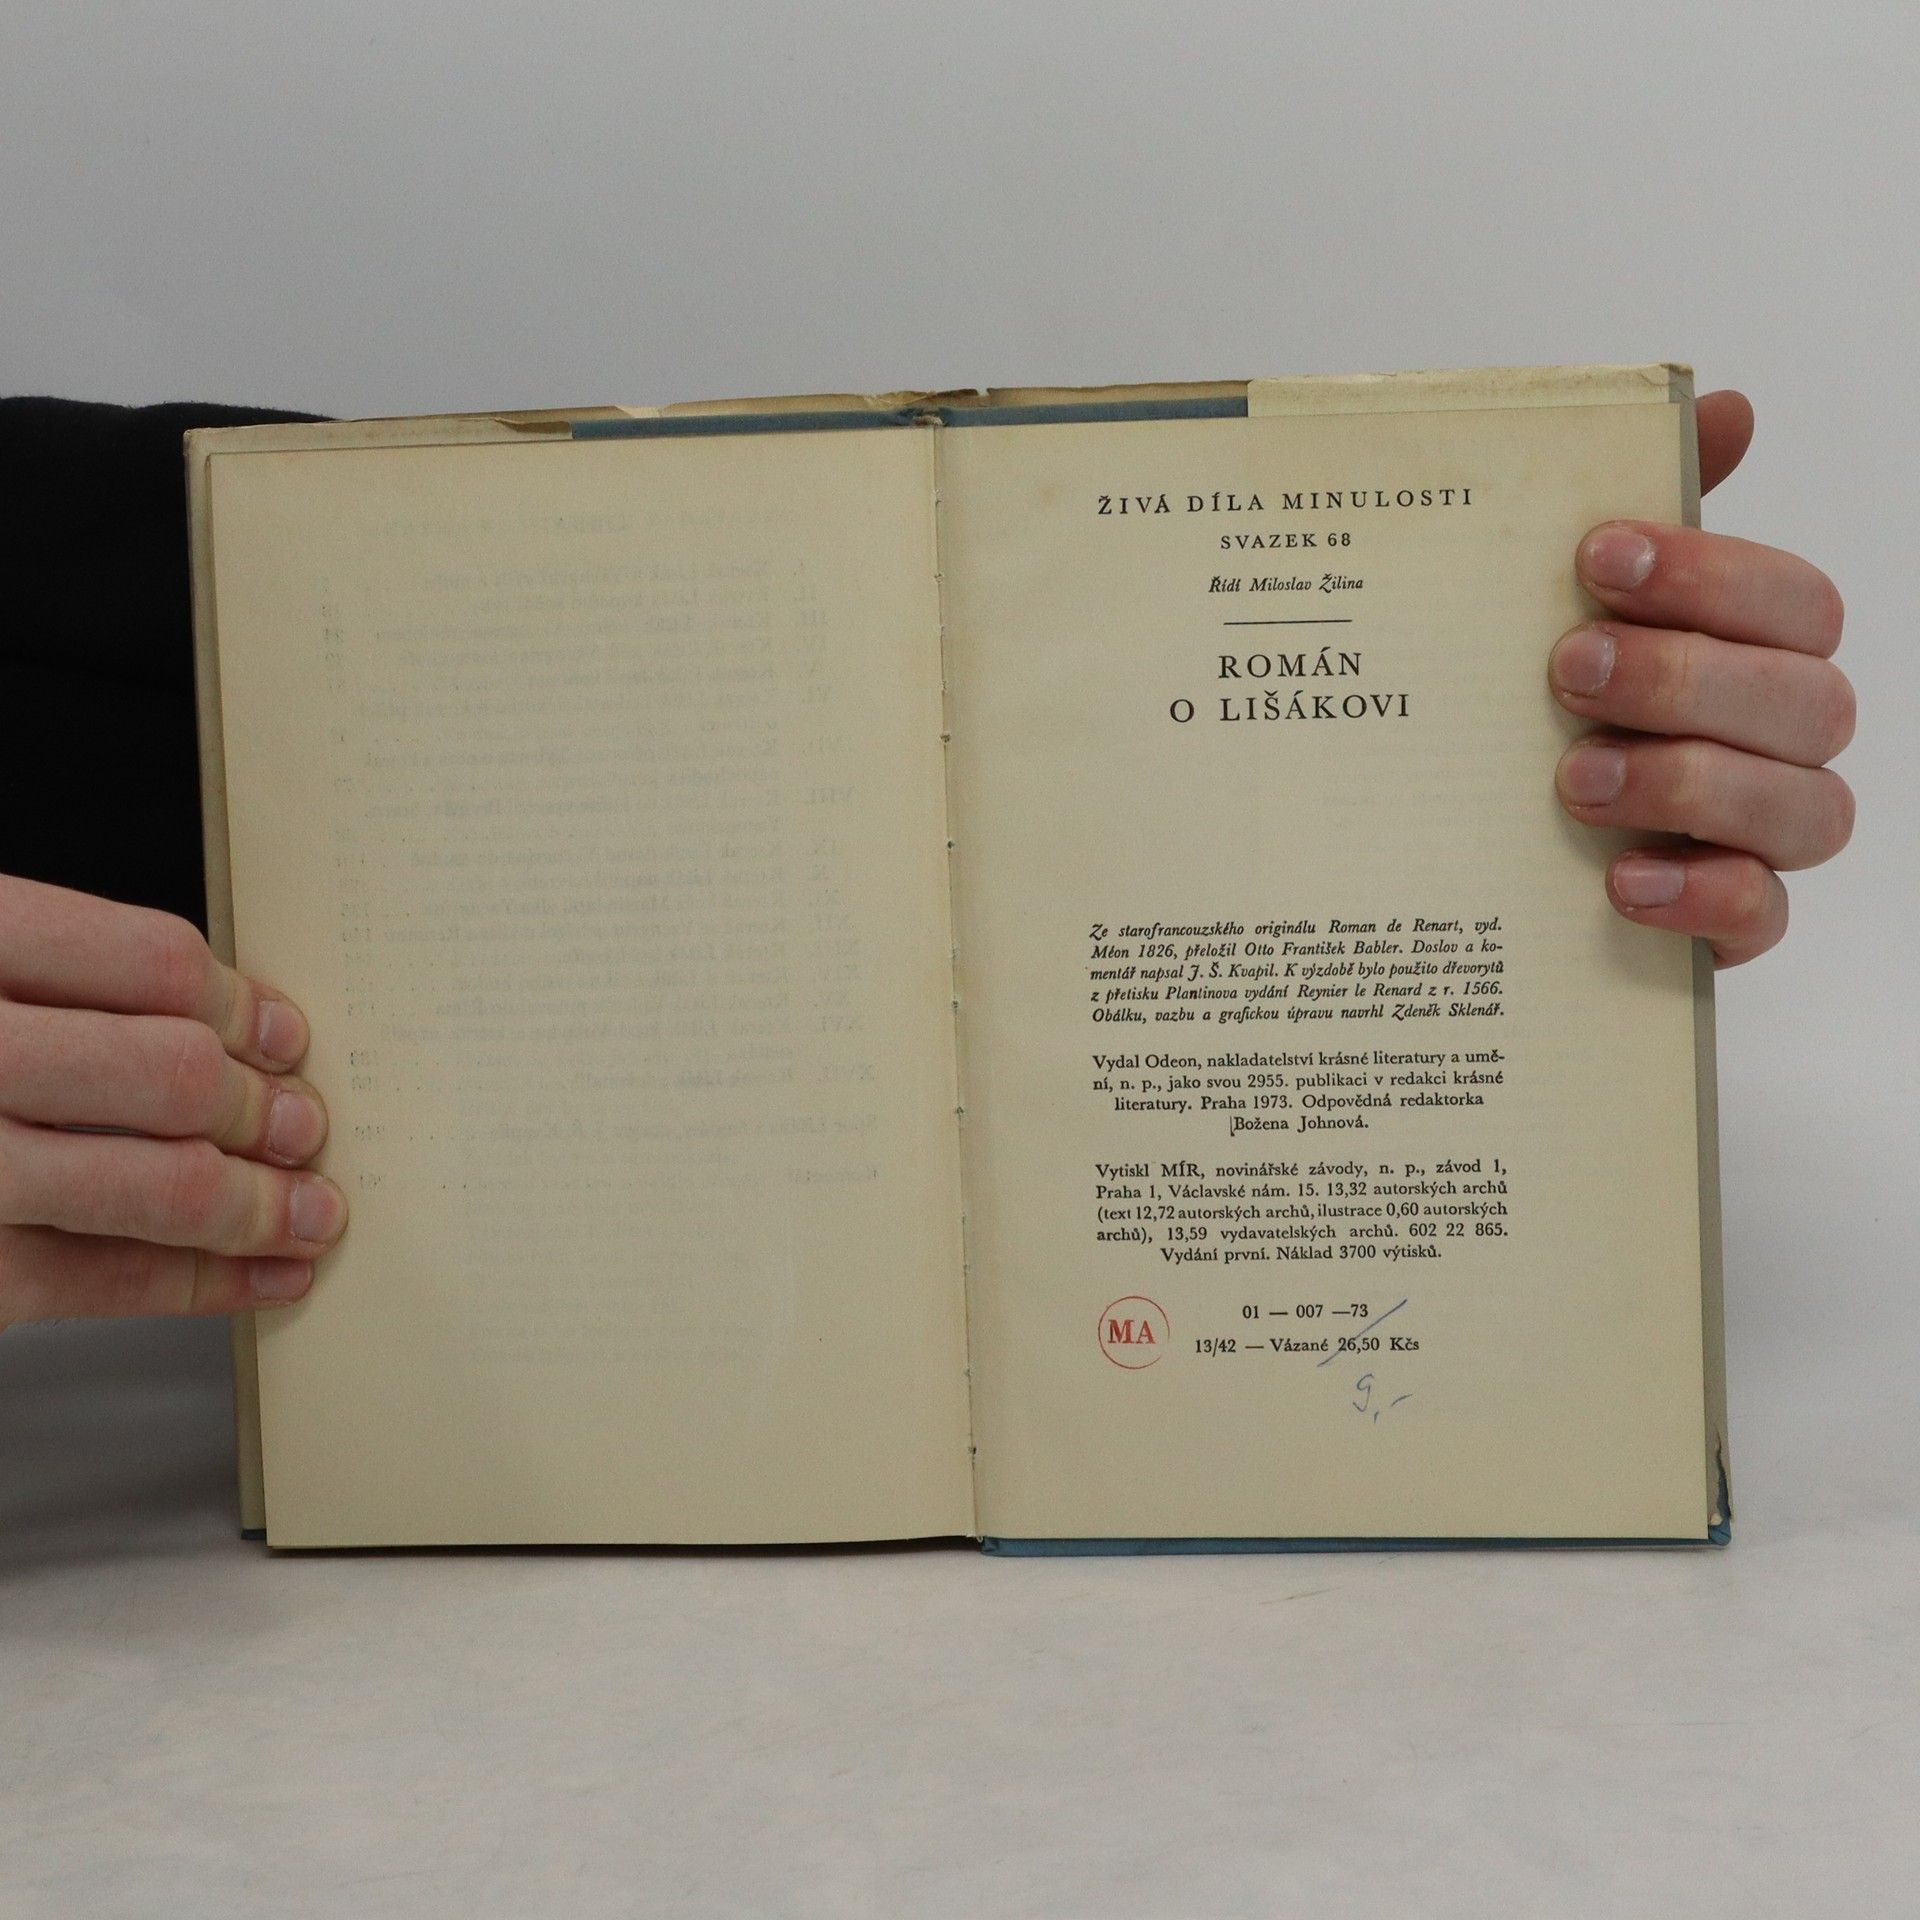 ŽIVÁ DÍLA MINULOSTI
SVAZEK 68
Řídí Miloslav Žilina
ROMÁN
O LIŠÁKOVI
Ze starofrancouzského originálu Roman de Renart, vyd.
Méon 1826, přeložil Otto František Babler. Doslov a ko-
mentář napsal J. Š. Kvapil. K výzdobě bylo použito dřevorytů
z přetisku Plantinova vydání Reynier le Renard z r. 1566.
Obálku, vazbu a grafickou úpravu navrhl Zdeněk Sklenář.
Vydal Odeon, nakladatelství krásné literatury a umě-
ní, n. p., jako svou 2955. publikaci v redakci krásné
literatury. Praha 1973. Odpovědná redaktorka
Božena Johnová.
Vytiskl MÍR, novinářské závody, n. p., závod 1,
Praha 1, Václavské nám. 15. 13,32 autorských archů
(text 12,72 autorských archů, ilustrace 0,60 autorských
archů), 13,59 vydavatelských archů. 602 22 865.
Vydání první. Náklad 3700 výtisků.
MA
01 — 007 —73
13/42 — Vázané 26,50 Kčs
9,-